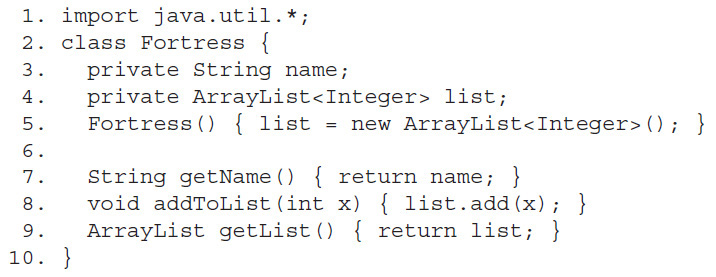 1. import java.util.*;
2. class Fortress {
3.   private String name;
4.   private ArrayList<Integer> list;
5.   Fortress() { list = new ArrayList<Integer>(); }
6.
7.   String getName() { return name; }
8.   void addToList(int x) { list.add(x); }
9.   ArrayList getList() { return list; }
10. }